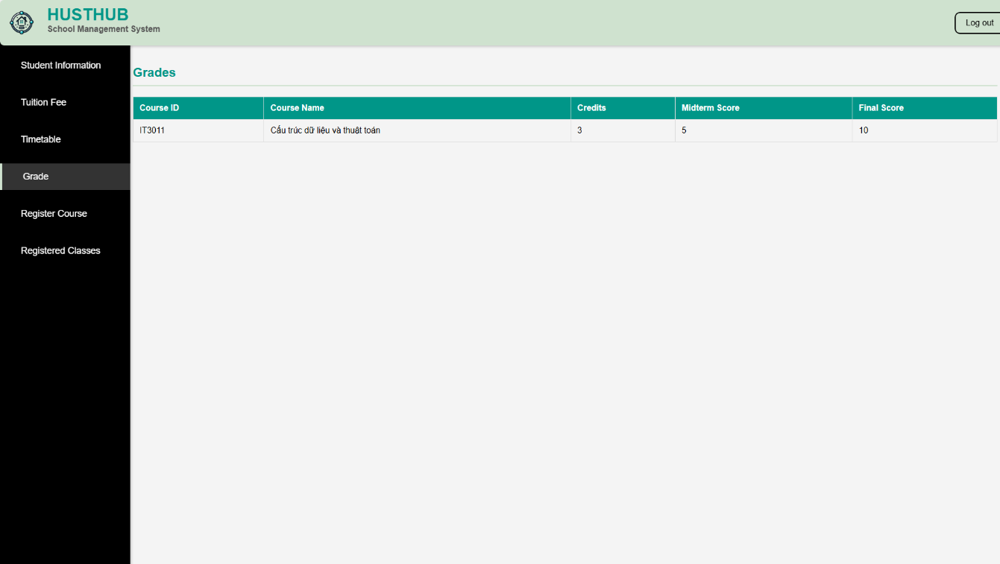 HUSTHUB
School Management System
Log out
Student Information
Tuition Fee
Timetable
Grade
Register Course
Registered Classes
Grades
Course ID Course Name Credits Midterm Score Final Score
IT3011 Cấu trúc dữ liệu và thuật toán 3 5 10